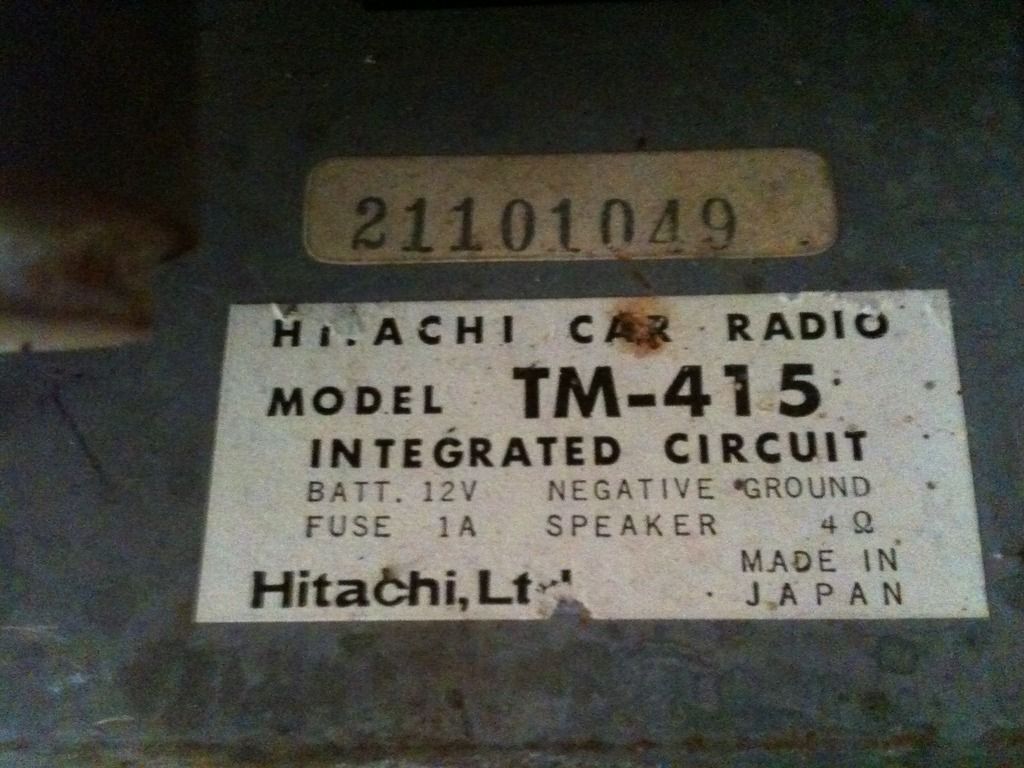 21101049
HITACHI CAR RADIO
MODEL TM-415
INTEGRATED CIRCUIT
BATT. 12V NEGATIVE GROUND
FUSE 1A SPEAKER 4 Ω
MADE IN
Hitachi, Ltd. JAPAN